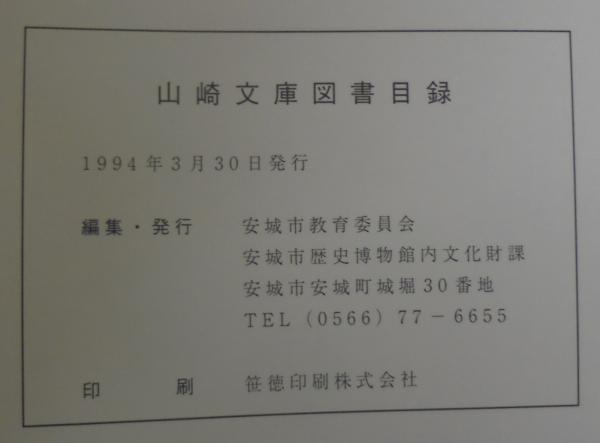 山崎文庫図書目録
1994年3月30日発行
編集・発行 安城市教育委員会
安城市歴史博物館内文化財課
安城市安城町城堀30番地
TEL (0566) 77-6655
印 刷 笹徳印刷株式会社